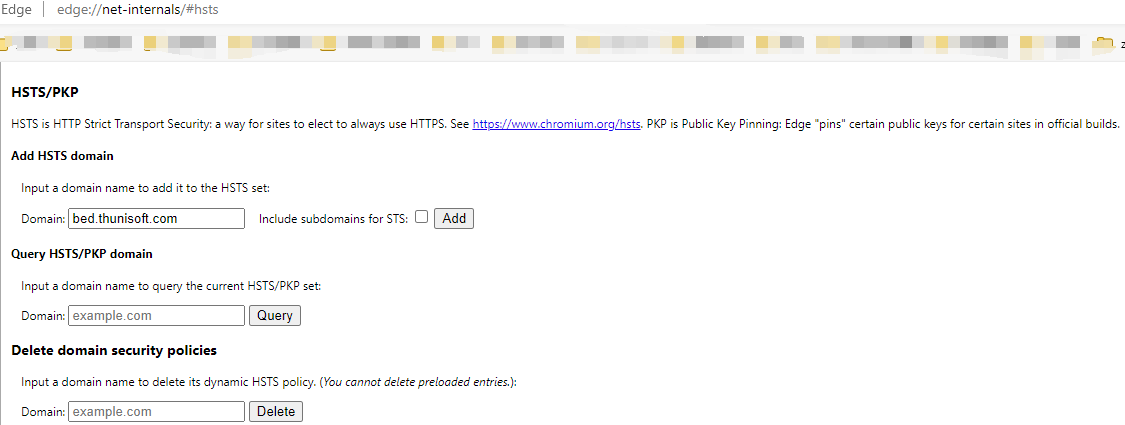 Edge | edge://net-internals/#hsts
z
HSTS/PKP
HSTS is HTTP Strict Transport Security: a way for sites to elect to always use HTTPS. See https://www.chromium.org/hsts. PKP is Public Key Pinning: Edge "pins" certain public keys for certain sites in official builds.
Add HSTS domain
Input a domain name to add it to the HSTS set:
Domain: bed.thunisoft.com Include subdomains for STS: Add
Query HSTS/PKP domain
Input a domain name to query the current HSTS/PKP set:
Domain: example.com Query
Delete domain security policies
Input a domain name to delete its dynamic HSTS policy. (You cannot delete preloaded entries.):
Domain: example.com Delete